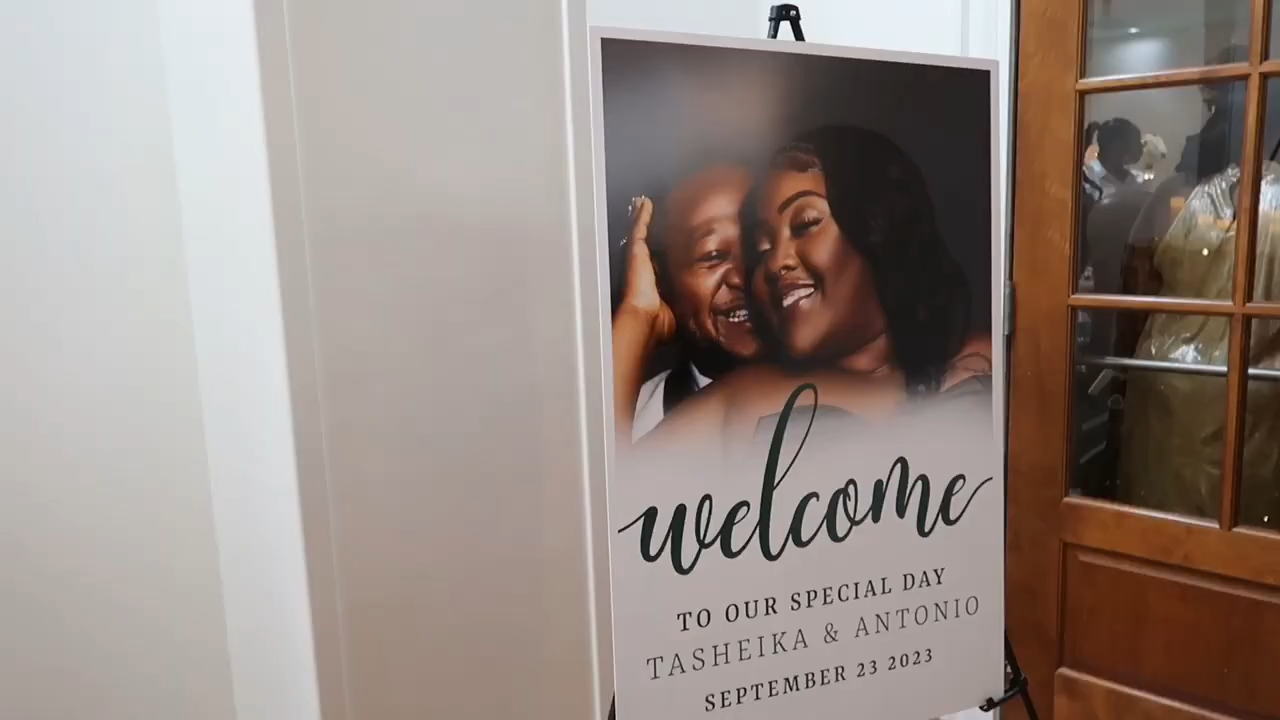 welcome
TO OUR SPECIAL DAY
TASHEIKA & ANTONIO
SEPTEMBER 23 2023